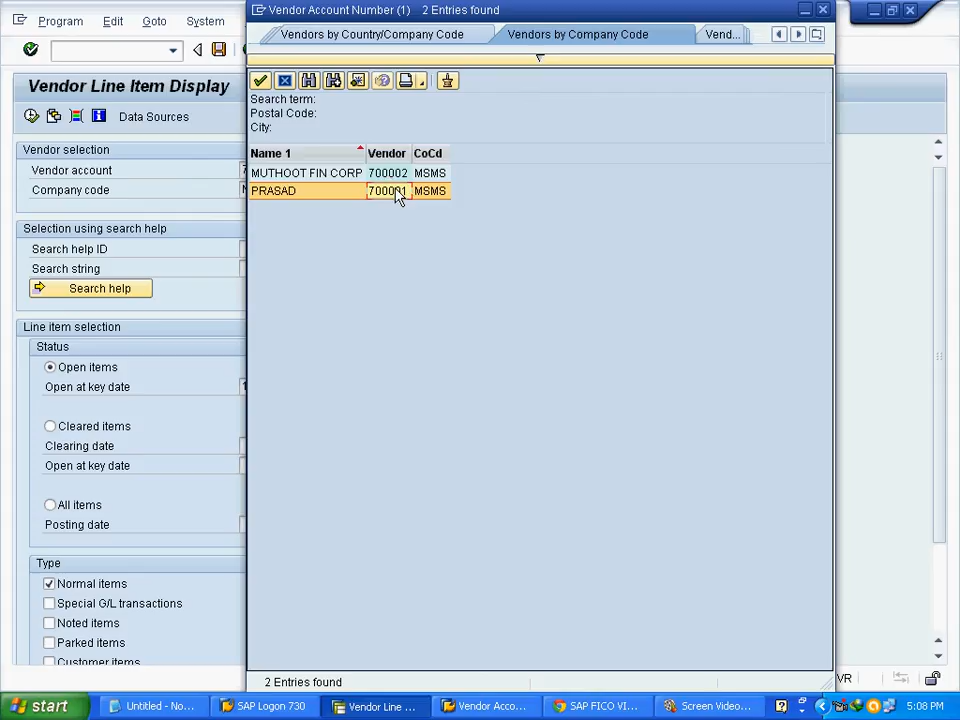 Program Edit Goto System
Vendor Account Number (1) 2 Entries found
Vendors by Country/Company Code Vendors by Company Code Vend...
Vendor Line Item Display
Data Sources
Search term:
Postal Code:
City:
Vendor selection
Vendor account
Company code
Name 1 Vendor CoCd
MUTHOOT FIN CORP 700002 MSMS
PRASAD 700001 MSMS
Selection using search help
Search help ID
Search string
Search help
Line item selection
Status
Open items
Open at key date
Cleared items
Clearing date
Open at key date
All items
Posting date
Type
Normal items
Special G/L transactions
Noted items
Parked items
Customer items
2 Entries found
VR
start Untitled - No... SAP Logon 730 Vendor Line ... Vendor Acco... SAP FICO VI... Screen Video... 5:08 PM